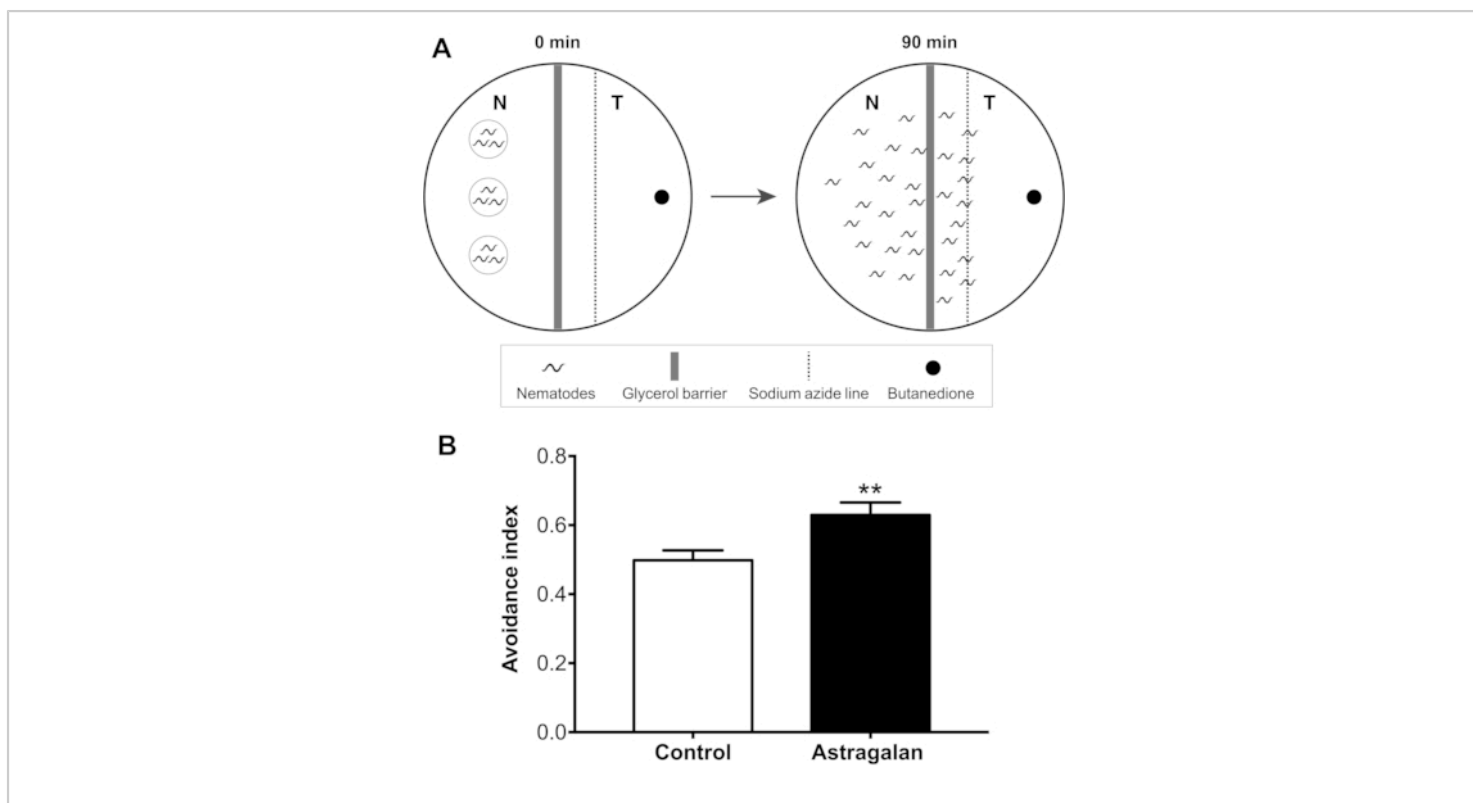 A
0 min
90 min
N
T
N
T
Nematodes
Glycerol barrier
Sodium azide line
Butanedione
B
Avoidance index
0.8
0.6
0.4
0.2
0.0
**
Control
Astragalan